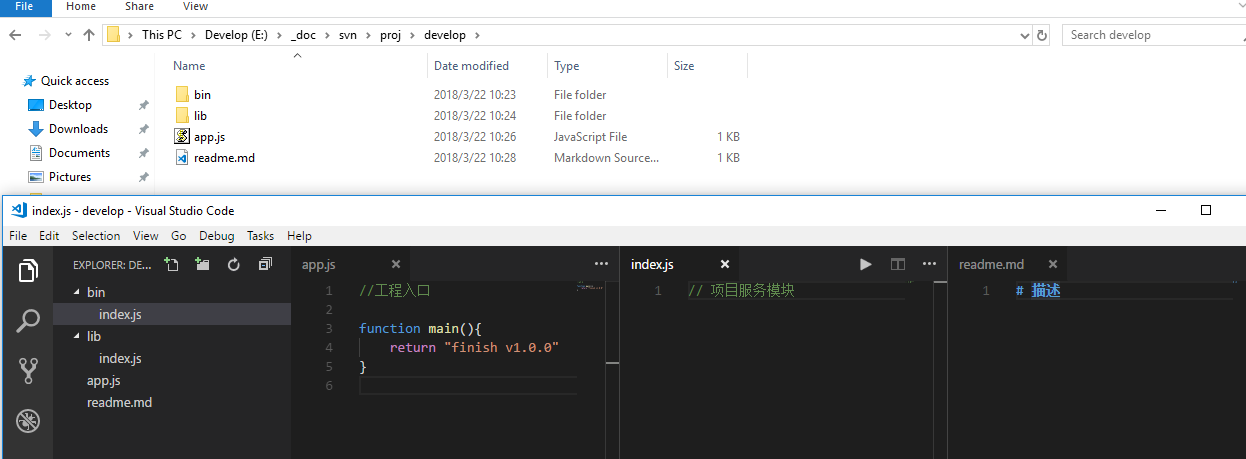 File Home Share View
This PC Develop (E:) _doc svn proj develop Search develop
Name Date modified Type Size
Quick access
Desktop
Downloads
Documents
Pictures
bin 2018/3/22 10:23 File folder
lib 2018/3/22 10:24 File folder
app.js 2018/3/22 10:26 JavaScript File 1 KB
readme.md 2018/3/22 10:28 Markdown Source... 1 KB
index.js - develop - Visual Studio Code
File Edit Selection View Go Debug Tasks Help
EXPLORER: DE...
bin
index.js
lib
index.js
app.js
readme.md
app.js
1 //工程入口
2
3 function main(){
4 return "finish v1.0.0"
5 }
6
index.js
1 // 项目服务模块
readme.md
1 # 描述